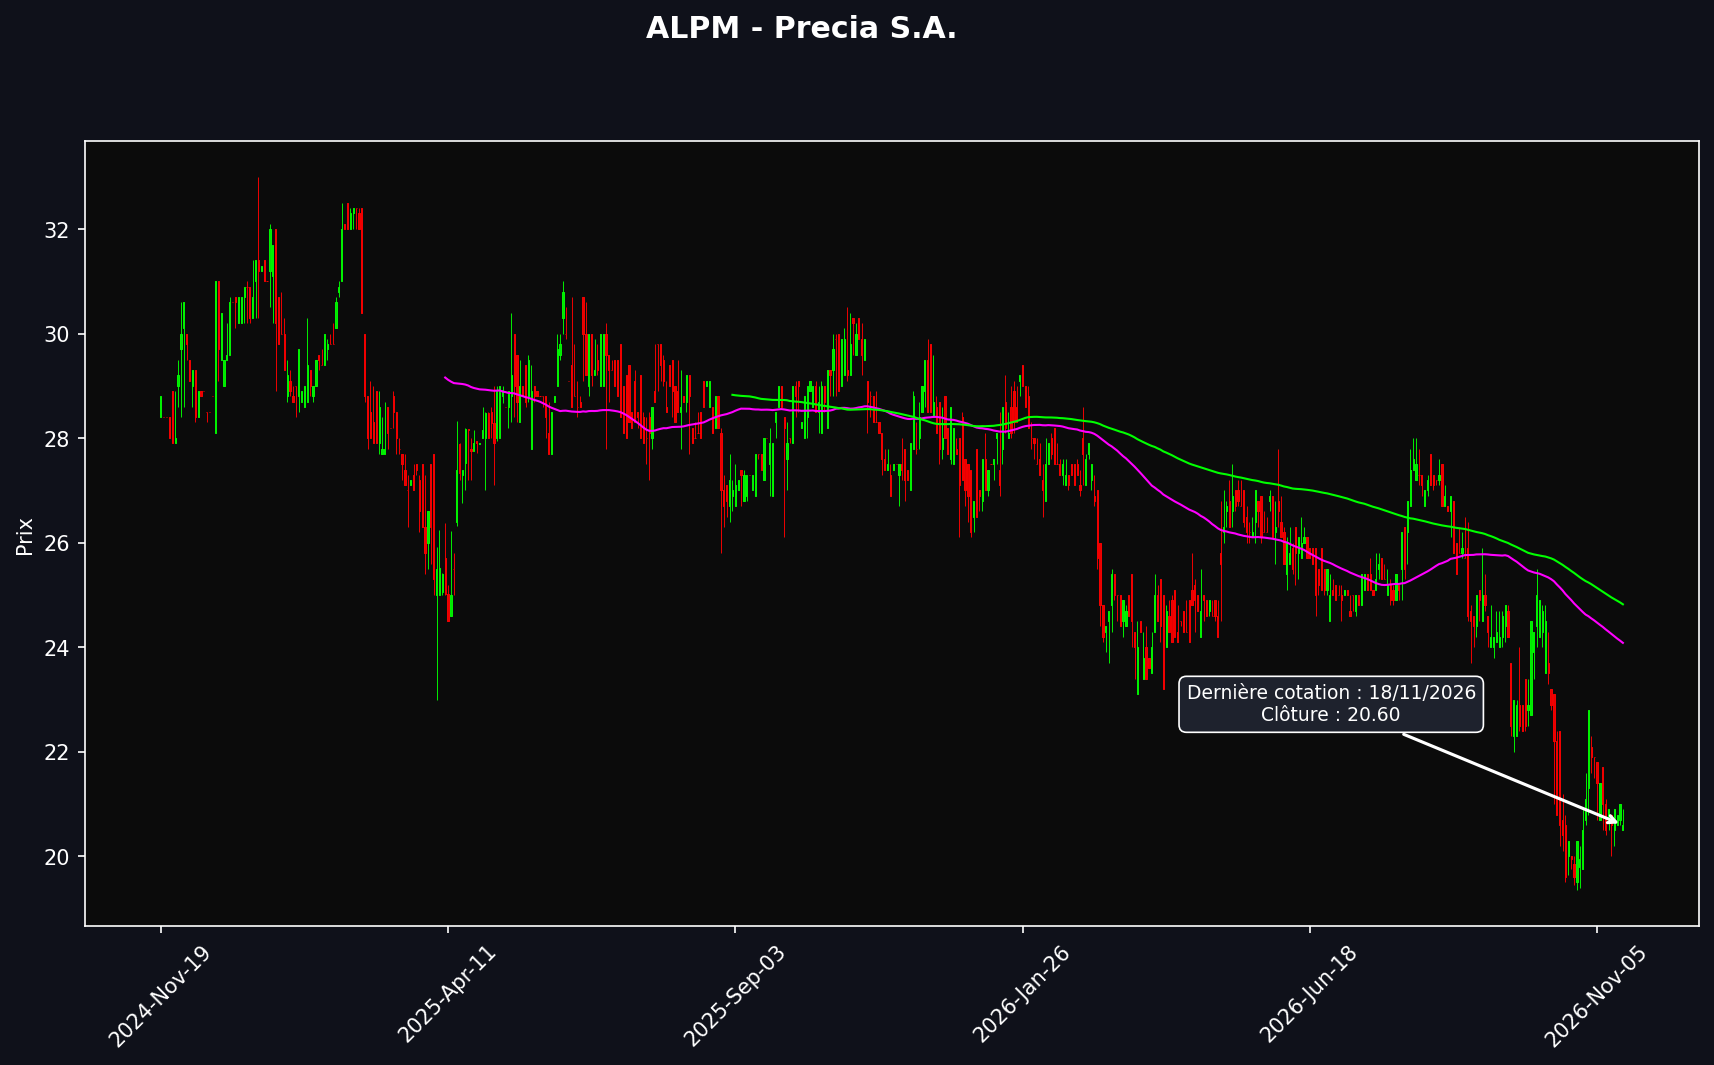 ALPM - Precia S.A.
Prix
32
30
28
26
24
22
20
Dernière cotation : 18/11/2026
Clôture : 20.60
2024-Nov-19
2025-Apr-11
2025-Sep-03
2026-Jan-26
2026-Jun-18
2026-Nov-05